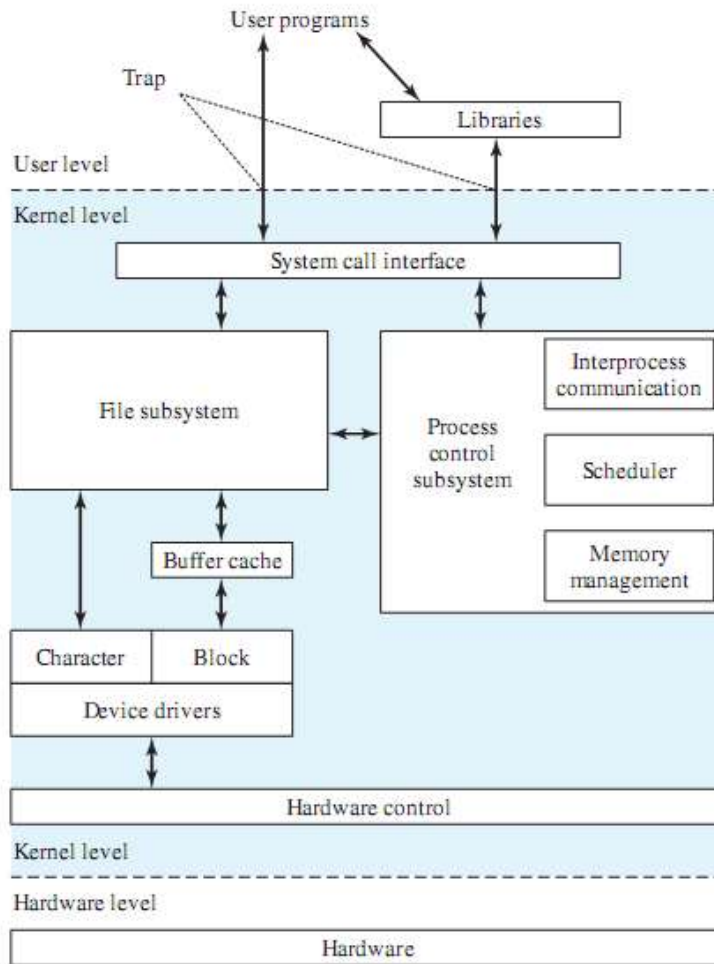 User programs
Trap
Libraries
User level
Kernel level
System call interface
File subsystem
Process
control
subsystem
Interprocess
communication
Scheduler
Memory
management
Buffer cache
Character
Block
Device drivers
Hardware control
Kernel level
Hardware level
Hardware